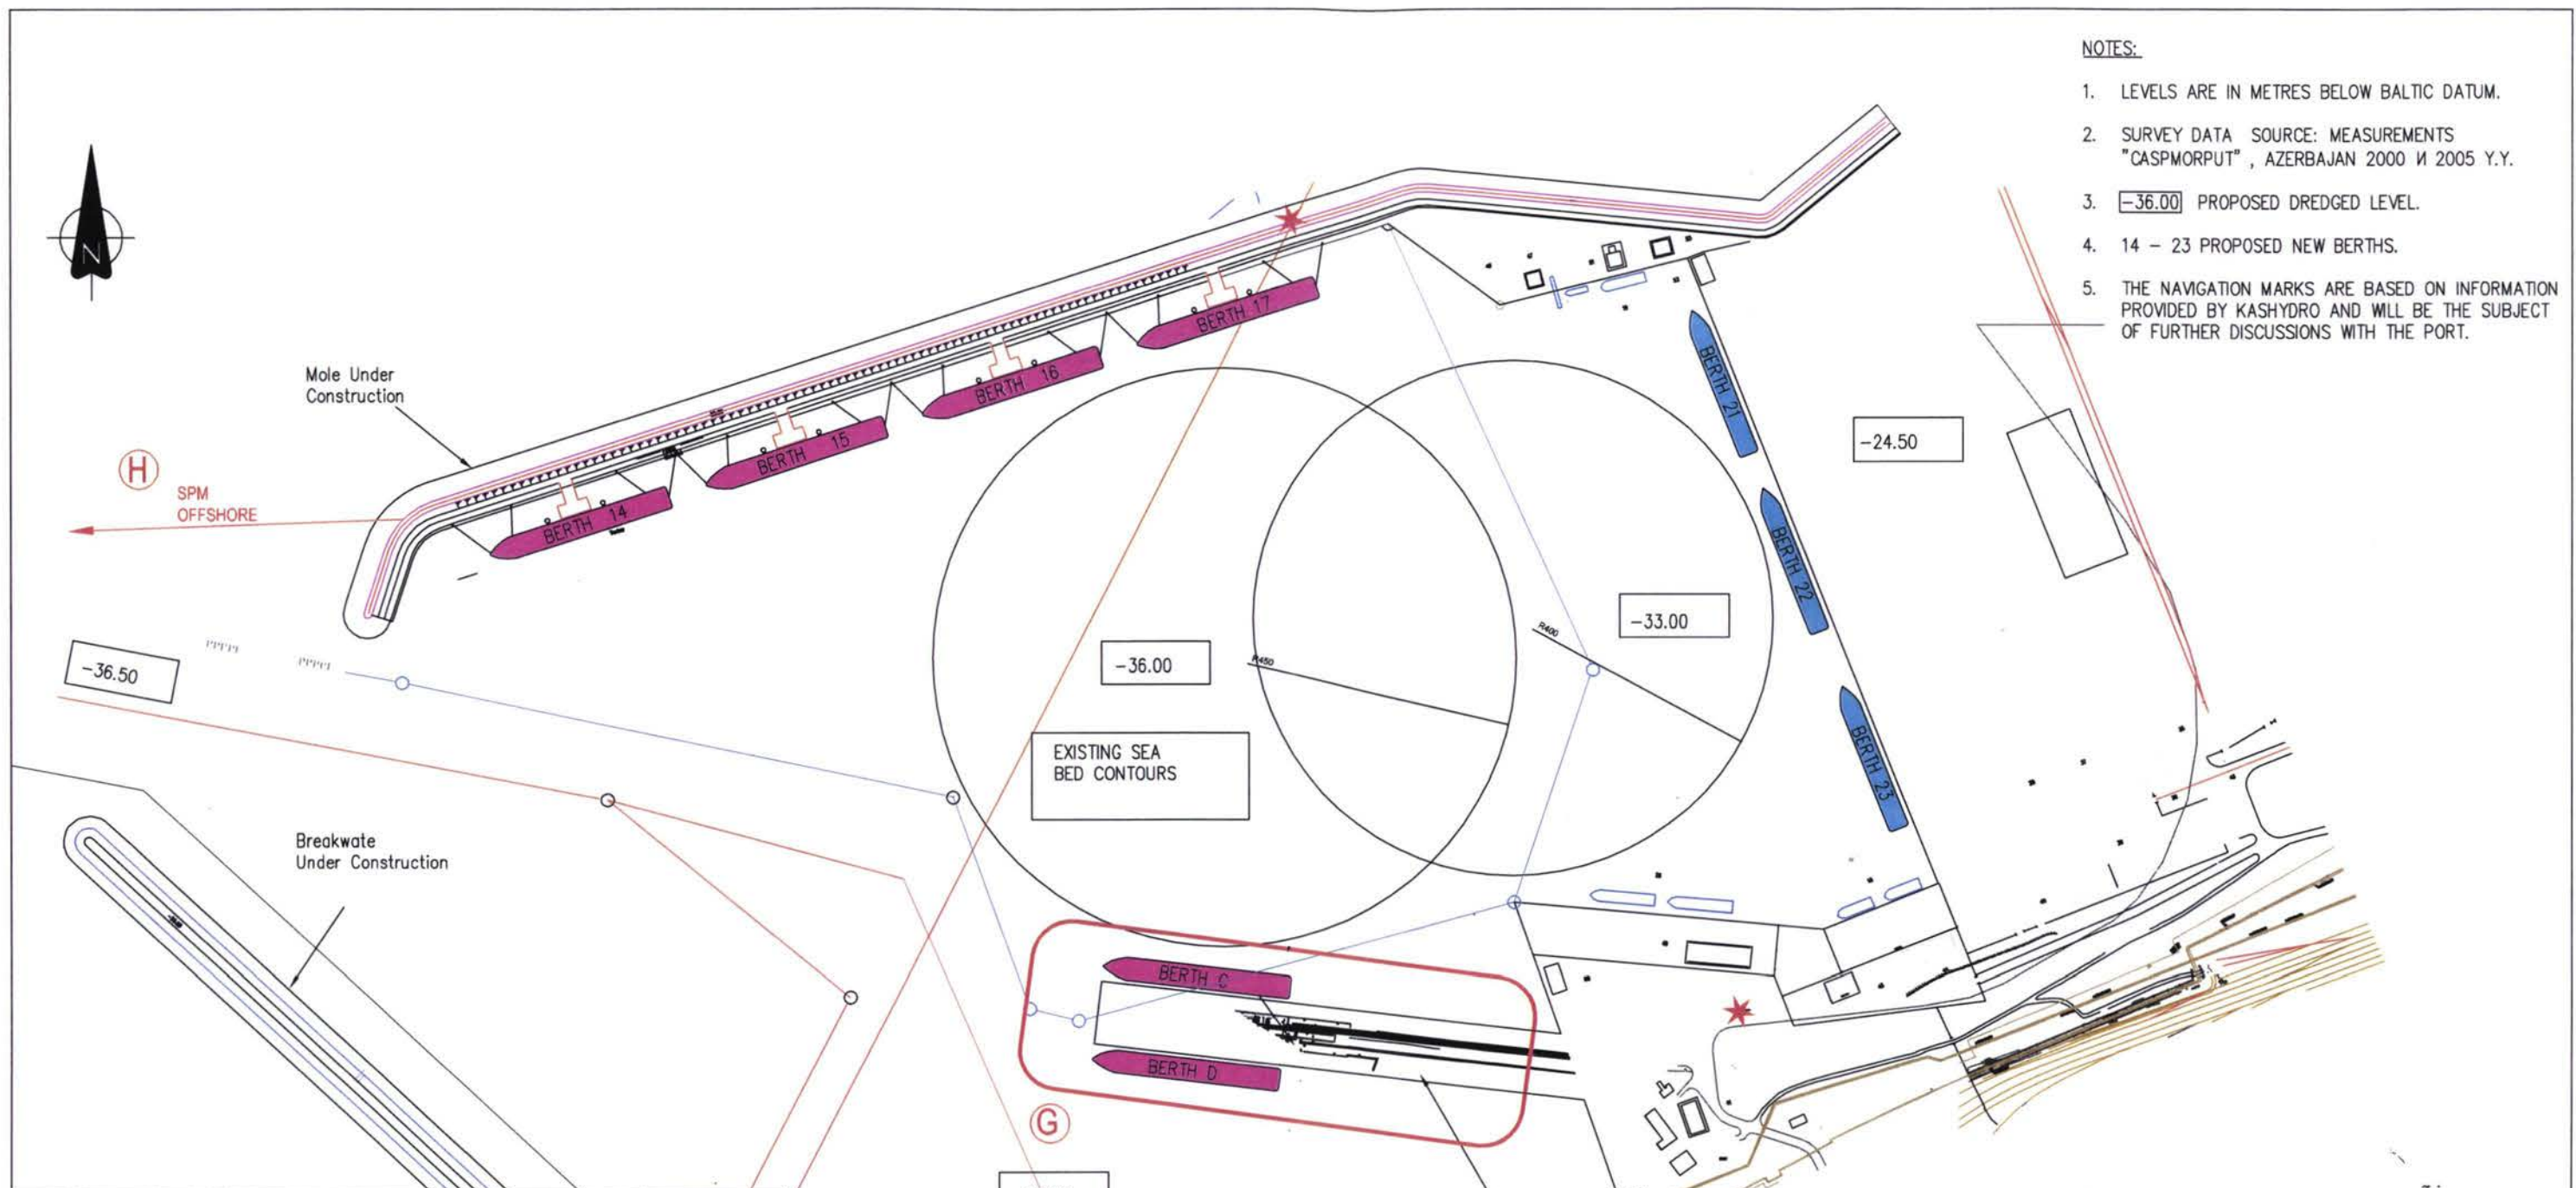 NOTES:
1. LEVELS ARE IN METRES BELOW BALTIC DATUM.
2. SURVEY DATA SOURCE: MEASUREMENTS
"CASPMORPUT" , AZERBAJAN 2000 И 2005 Y.Y.
3. -36.00 PROPOSED DREDGED LEVEL.
4. 14 - 23 PROPOSED NEW BERTHS.
5. THE NAVIGATION MARKS ARE BASED ON INFORMATION
PROVIDED BY KASHYDRO AND WILL BE THE SUBJECT
OF FURTHER DISCUSSIONS WITH THE PORT.
N
Mole Under
Construction
H
SPM
OFFSHORE
BERTH 14
BERTH 15
BERTH 16
BERTH 17
BERTH 21
BERTH 22
BERTH 23
-24.50
-33.00
-36.00
-36.50
R450
R400
EXISTING SEA
BED CONTOURS
Breakwate
Under Construction
BERTH C
BERTH D
G